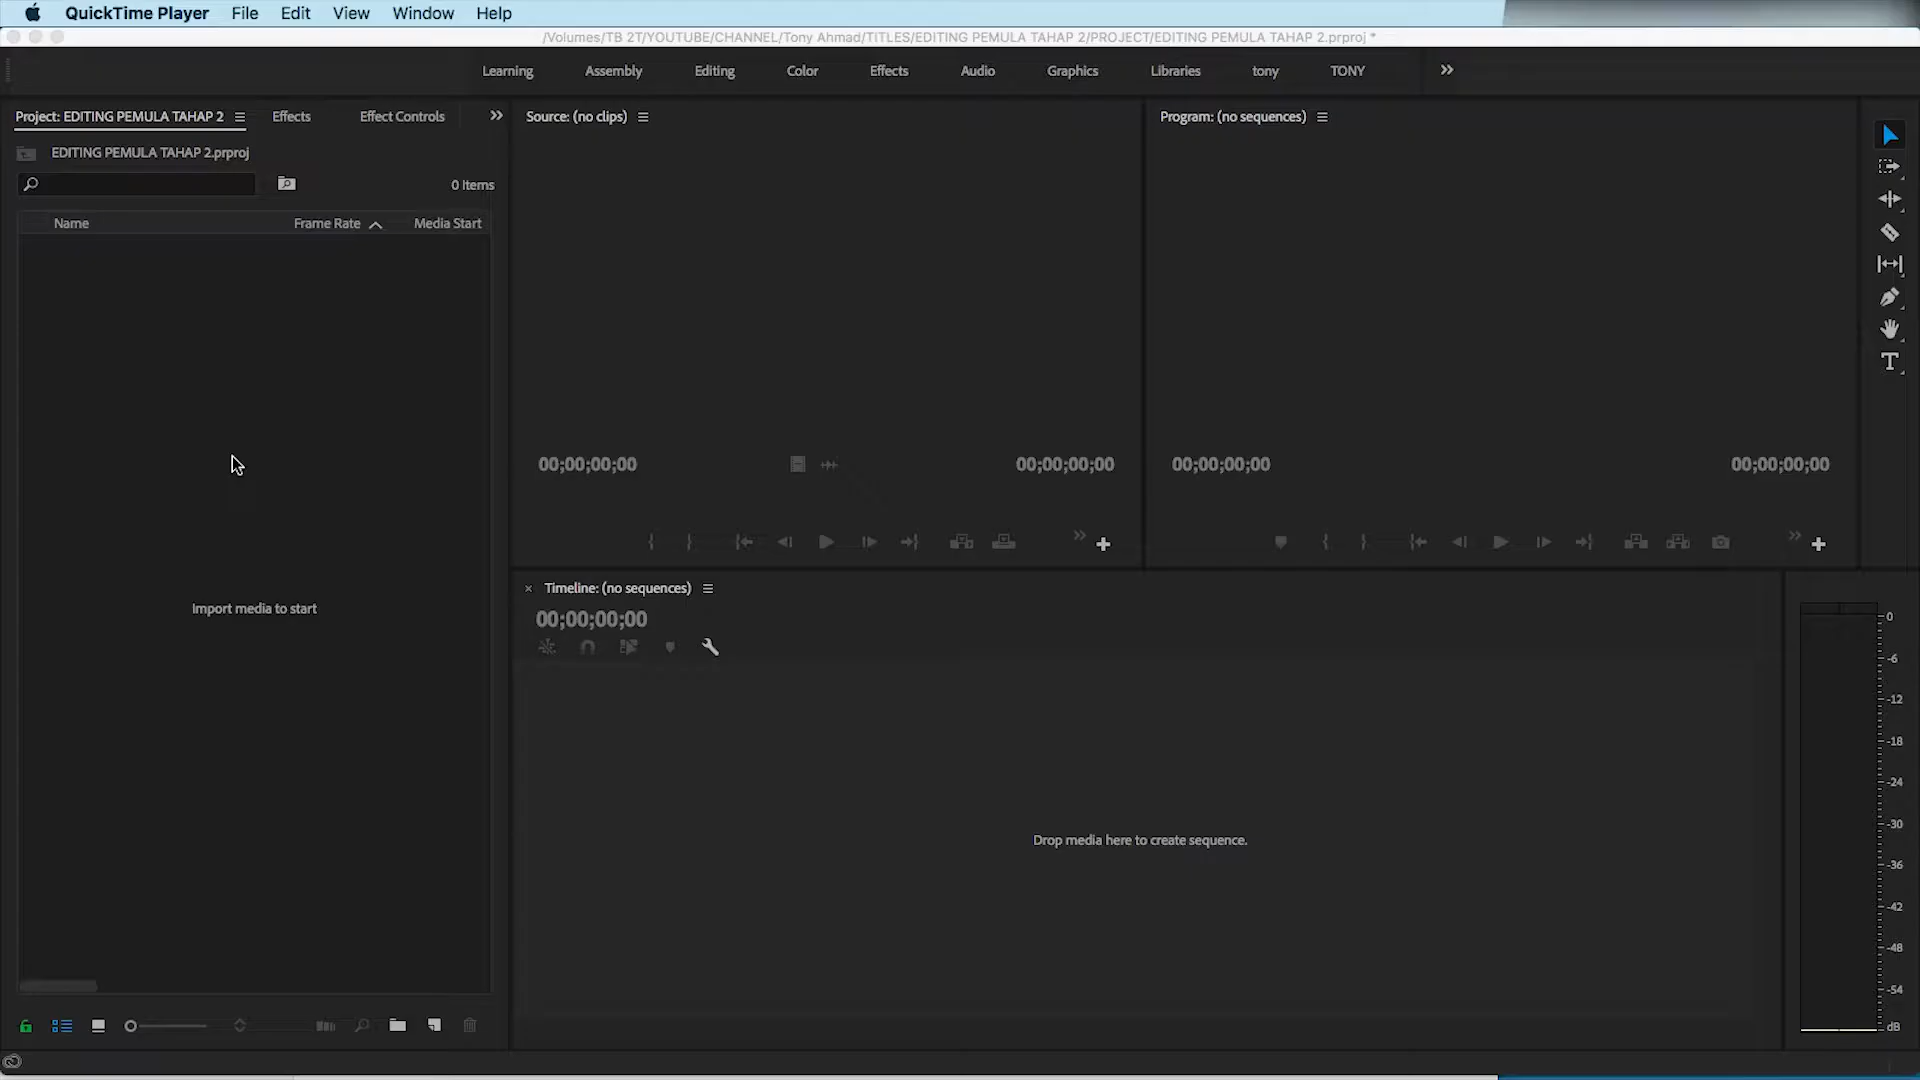 QuickTime Player File Edit View Window Help
/Volumes/TB 2T/YOUTUBE/CHANNEL/Tony Ahmad/TITLES/EDITING PEMULA TAHAP 2/PROJECT/EDITING PEMULA TAHAP 2.prproj *
Learning Assembly Editing Color Effects Audio Graphics Libraries tony TONY
Project: EDITING PEMULA TAHAP 2 Effects Effect Controls
Source: (no clips)
Program: (no sequences)
EDITING PEMULA TAHAP 2.prproj
0 Items
Name Frame Rate Media Start
Import media to start
00;00;00;00 00;00;00;00
00;00;00;00 00;00;00;00
Timeline: (no sequences)
00;00;00;00
Drop media here to create sequence.
0
-6
-12
-18
-24
-30
-36
-42
-48
-54
dB